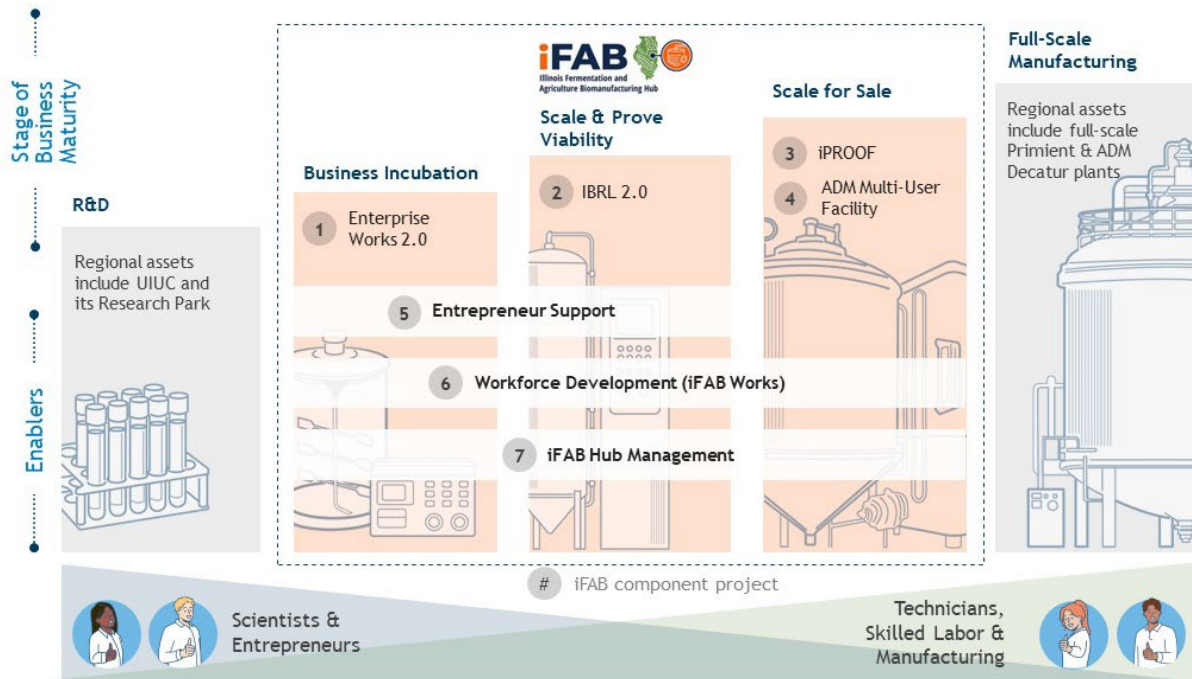 Stage of
Business
Maturity
Enablers
R&D
Regional assets
include UIUC and
its Research Park
iFAB
Illinois Fermentation and
Agriculture Biomanufacturing Hub
Business Incubation
1 Enterprise
Works 2.0
Scale & Prove
Viability
2 IBRL 2.0
Scale for Sale
3 iPROOF
4 ADM Multi-User
Facility
5 Entrepreneur Support
6 Workforce Development (iFAB Works)
7 iFAB Hub Management
Full-Scale
Manufacturing
Regional assets
include full-scale
Primient & ADM
Decatur plants
# iFAB component project
Scientists &
Entrepreneurs
Technicians,
Skilled Labor &
Manufacturing